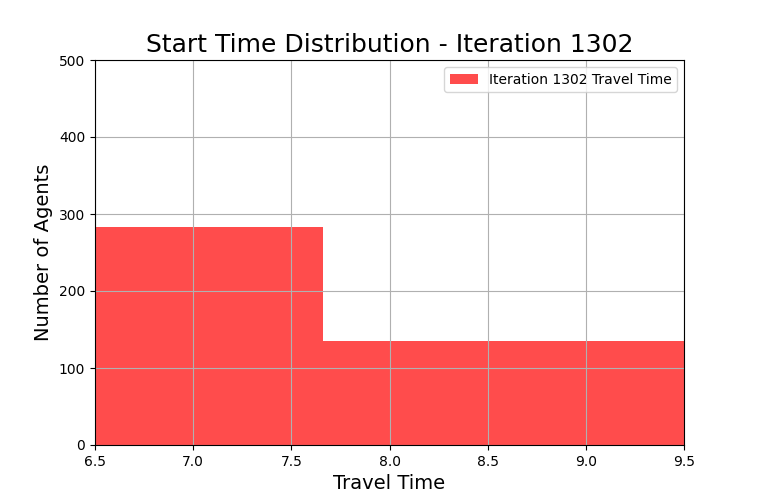 Start Time Distribution - Iteration 1302
Iteration 1302 Travel Time
Number of Agents
500
400
300
200
100
0
6.5 7.0 7.5 8.0 8.5 9.0 9.5
Travel Time